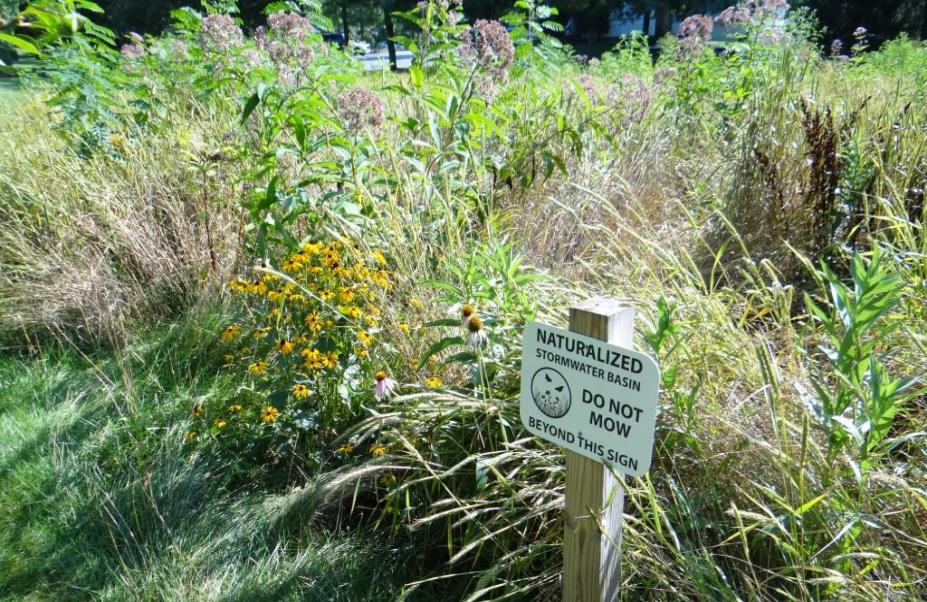 NATURALIZED
STORMWATER BASIN
DO NOT
MOW
BEYOND THIS SIGN